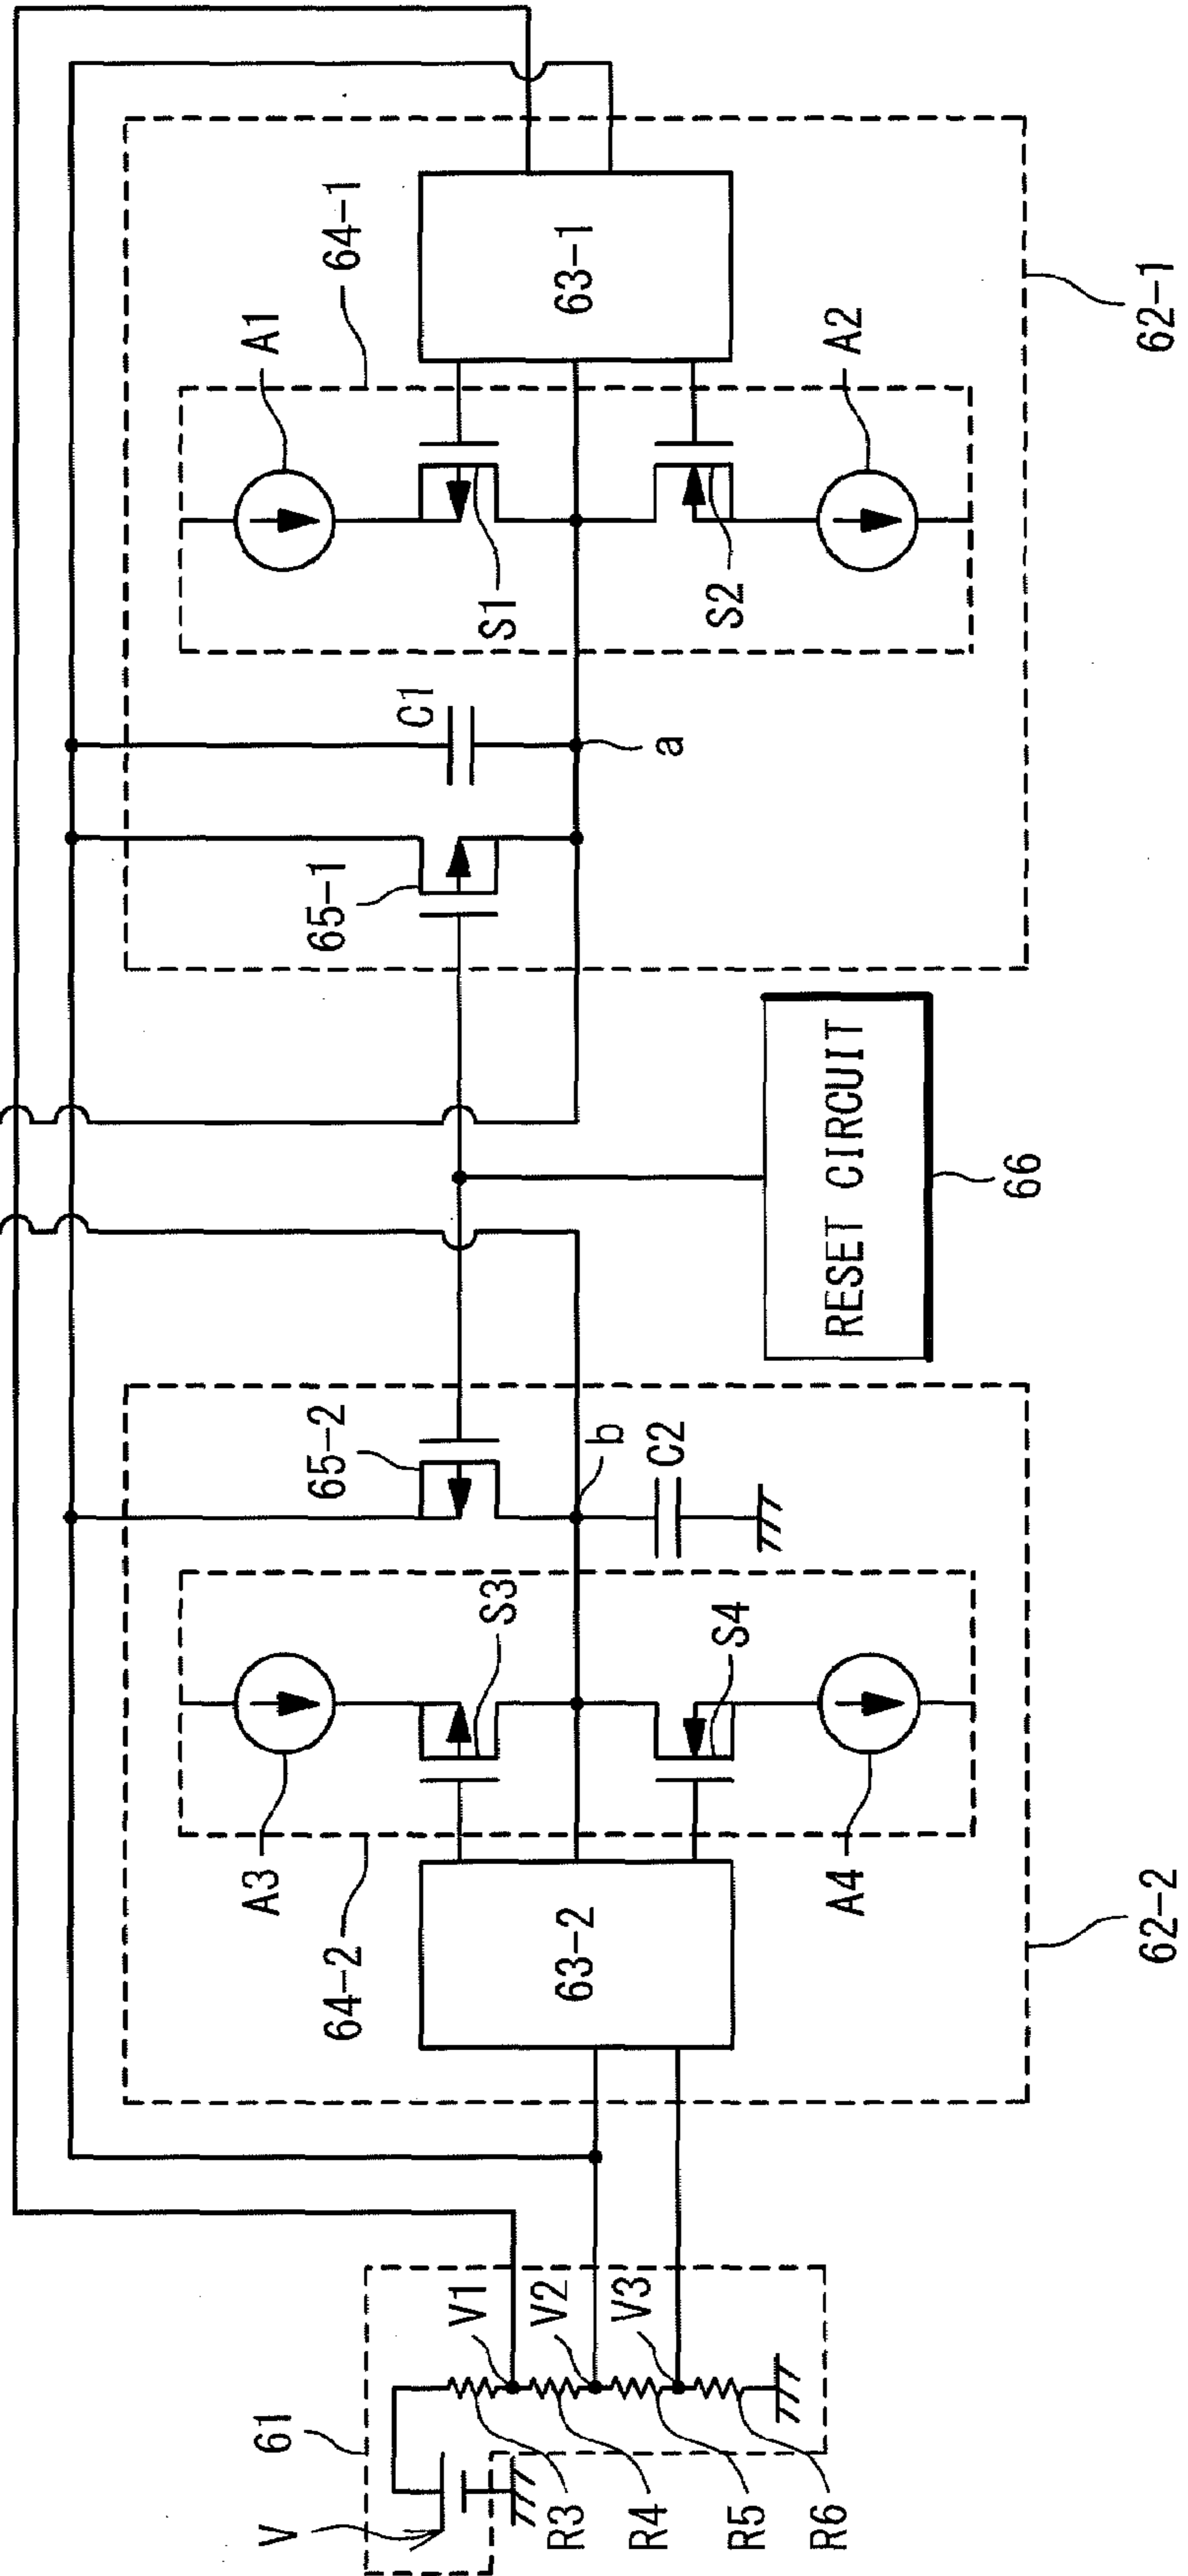 61
V
V1
V2
V3
R3
R4
R5
R6
62-2
63-2
64-2
A3
S3
S4
A4
65-2
b
C2
RESET CIRCUIT
66
62-1
65-1
C1
a
64-1
A1
S1
S2
A2
63-1